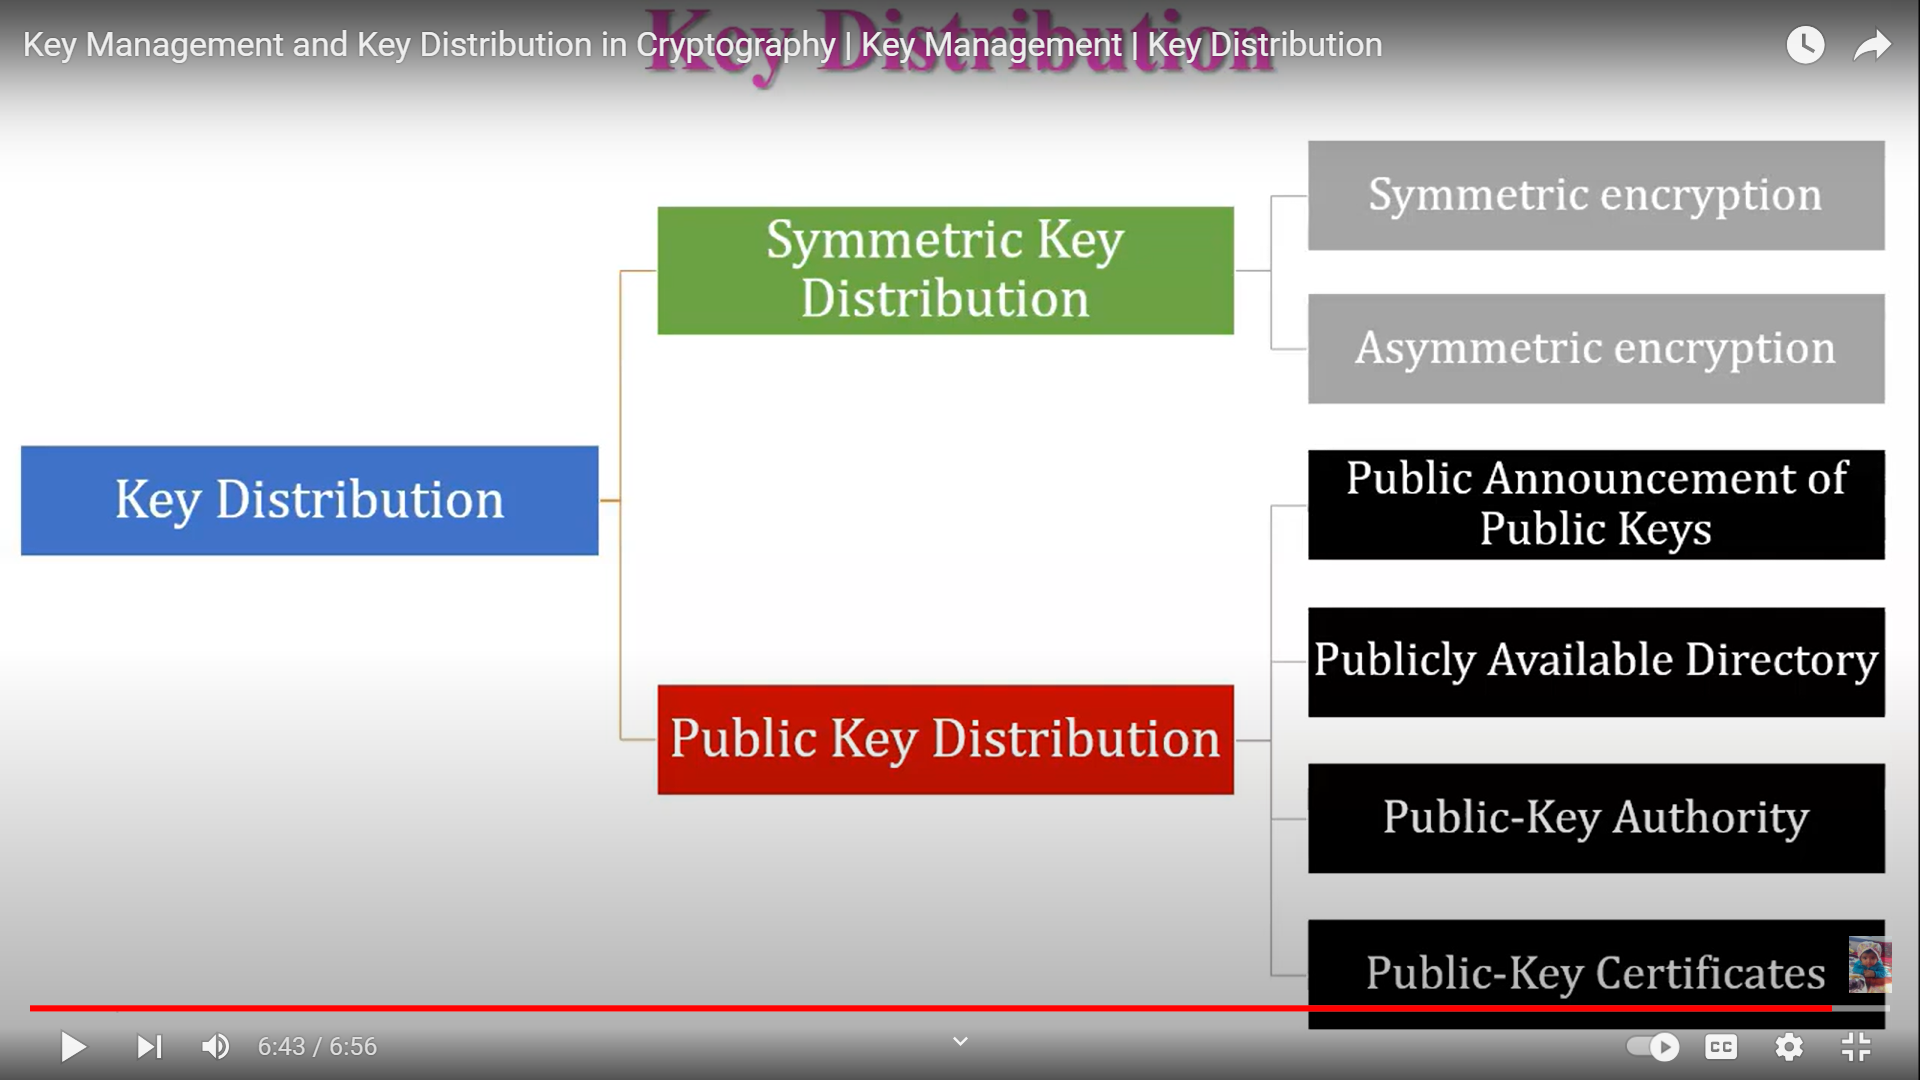 Key Distribution
Key Management and Key Distribution in Cryptography | Key Management | Key Distribution
Symmetric encryption
Symmetric Key
Distribution
Asymmetric encryption
Key Distribution
Public Announcement of
Public Keys
Publicly Available Directory
Public Key Distribution
Public-Key Authority
Public-Key Certificates
6:43 / 6:56
CC